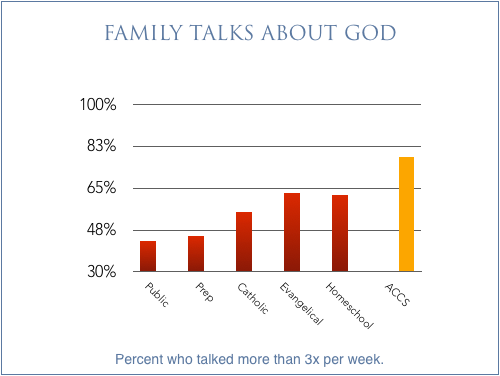 FAMILY TALKS ABOUT GOD
100%
83%
65%
48%
30%
Public
Prep
Catholic
Evangelical
Homeschool
ACCS
Percent who talked more than 3x per week.